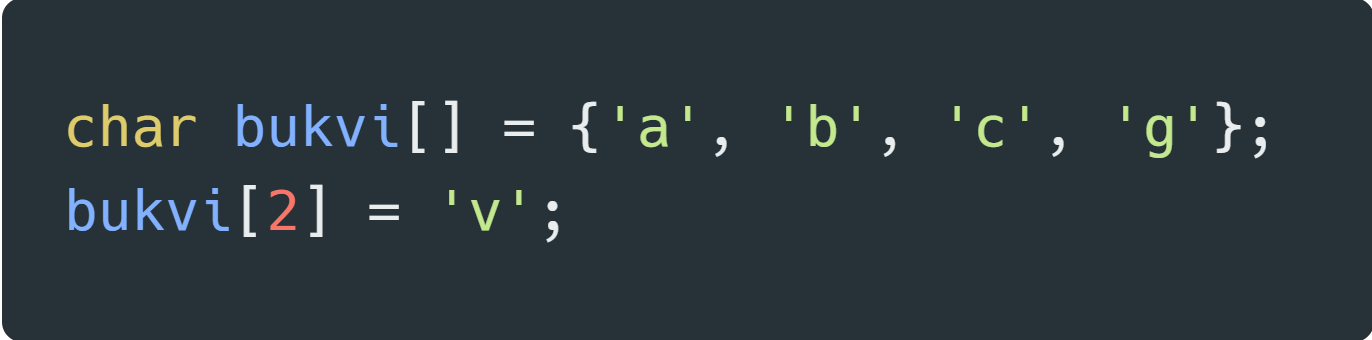 char bukvi[] = {'a', 'b', 'c', 'g'};
bukvi[2] = 'v';